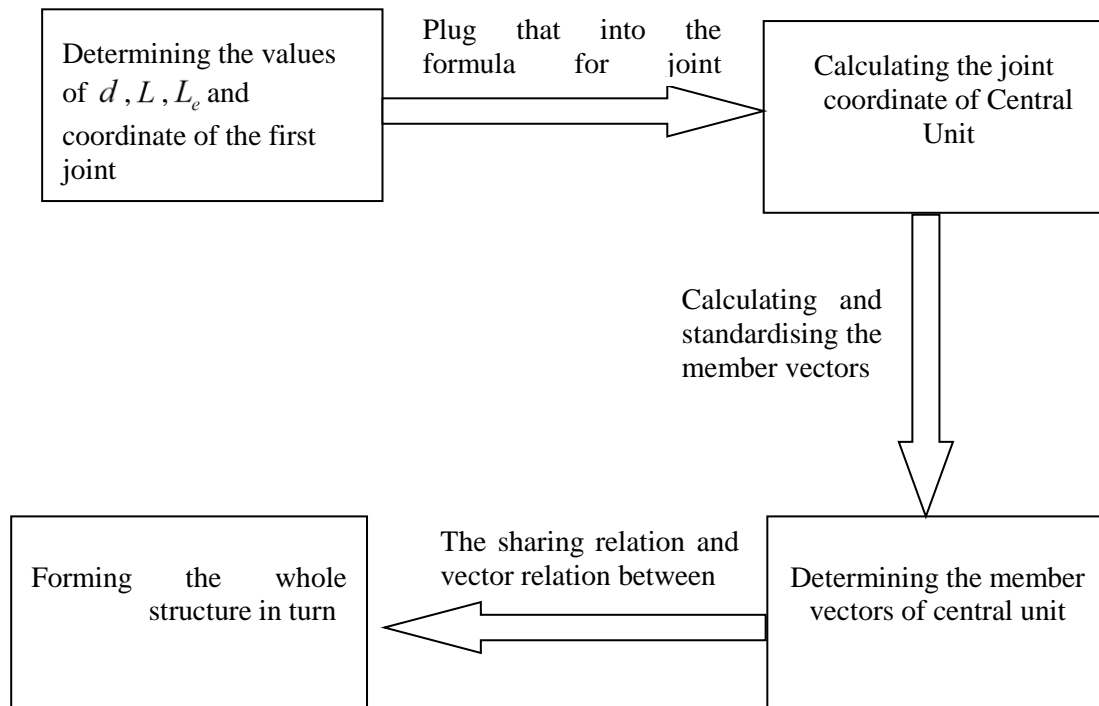 Determining the values
of d , L , Lₑ and
coordinate of the first
joint
Plug that into the
formula for joint
Calculating the joint
coordinate of Central
Unit
Calculating and
standardising the
member vectors
Determining the member
vectors of central unit
The sharing relation and
vector relation between
Forming the whole
structure in turn